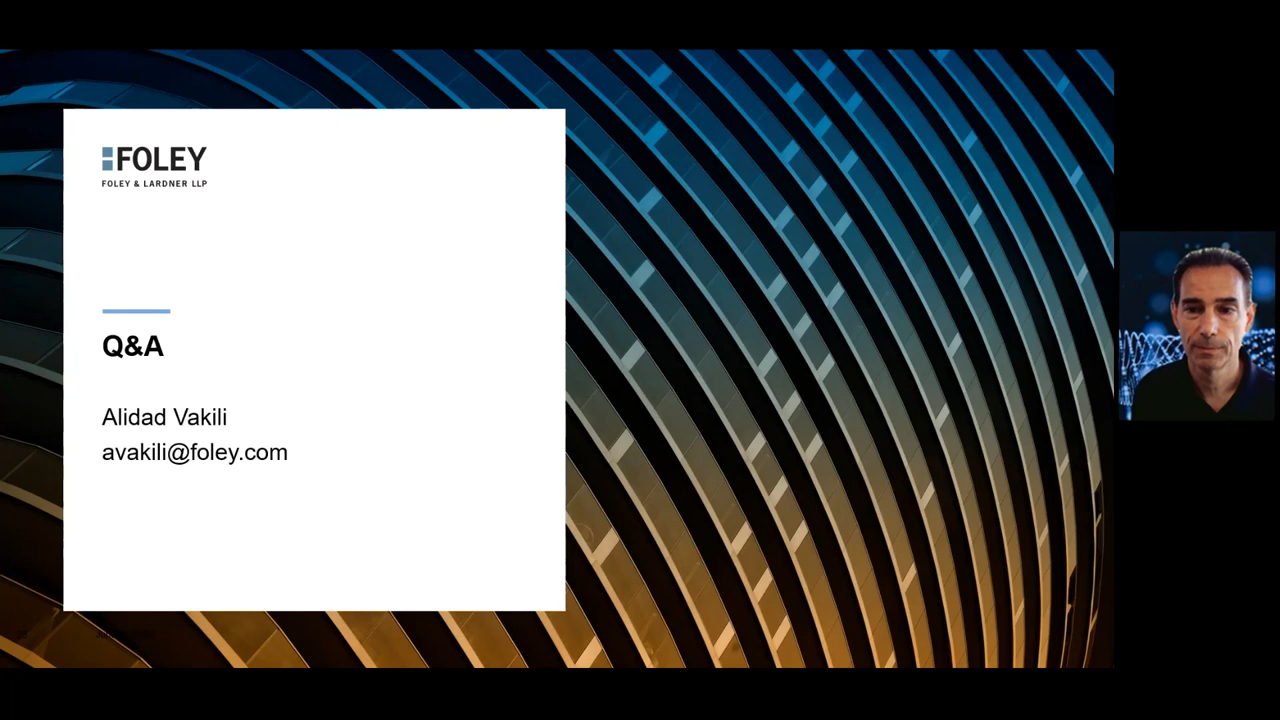 FOLEY
FOLEY & LARDNER LLP
Q&A
Alidad Vakili
avakili@foley.com